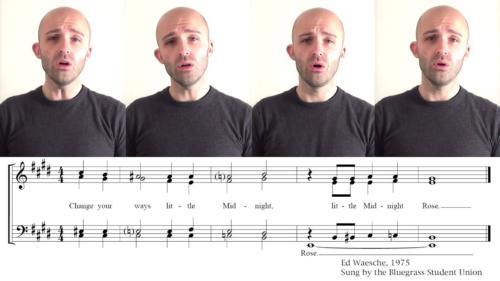 Change your ways lit - tle Mid - night, lit - tle Mid - night Rose.
Rose.
Ed Waesche, 1975
Sung by the Bluegrass Student Union